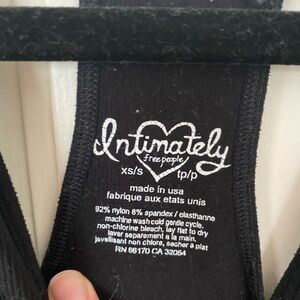 Intimately
free people
xs/s tp/p
made in usa
fabrique aux etats unis
92% nylon 8% spandex / elasthanne
machine wash cold gentle cycle.
non-chlorine bleach, lay flat to dry
laver separement a la main.
javellisant non chlore, secher a plat
RN 66170 CA 32054